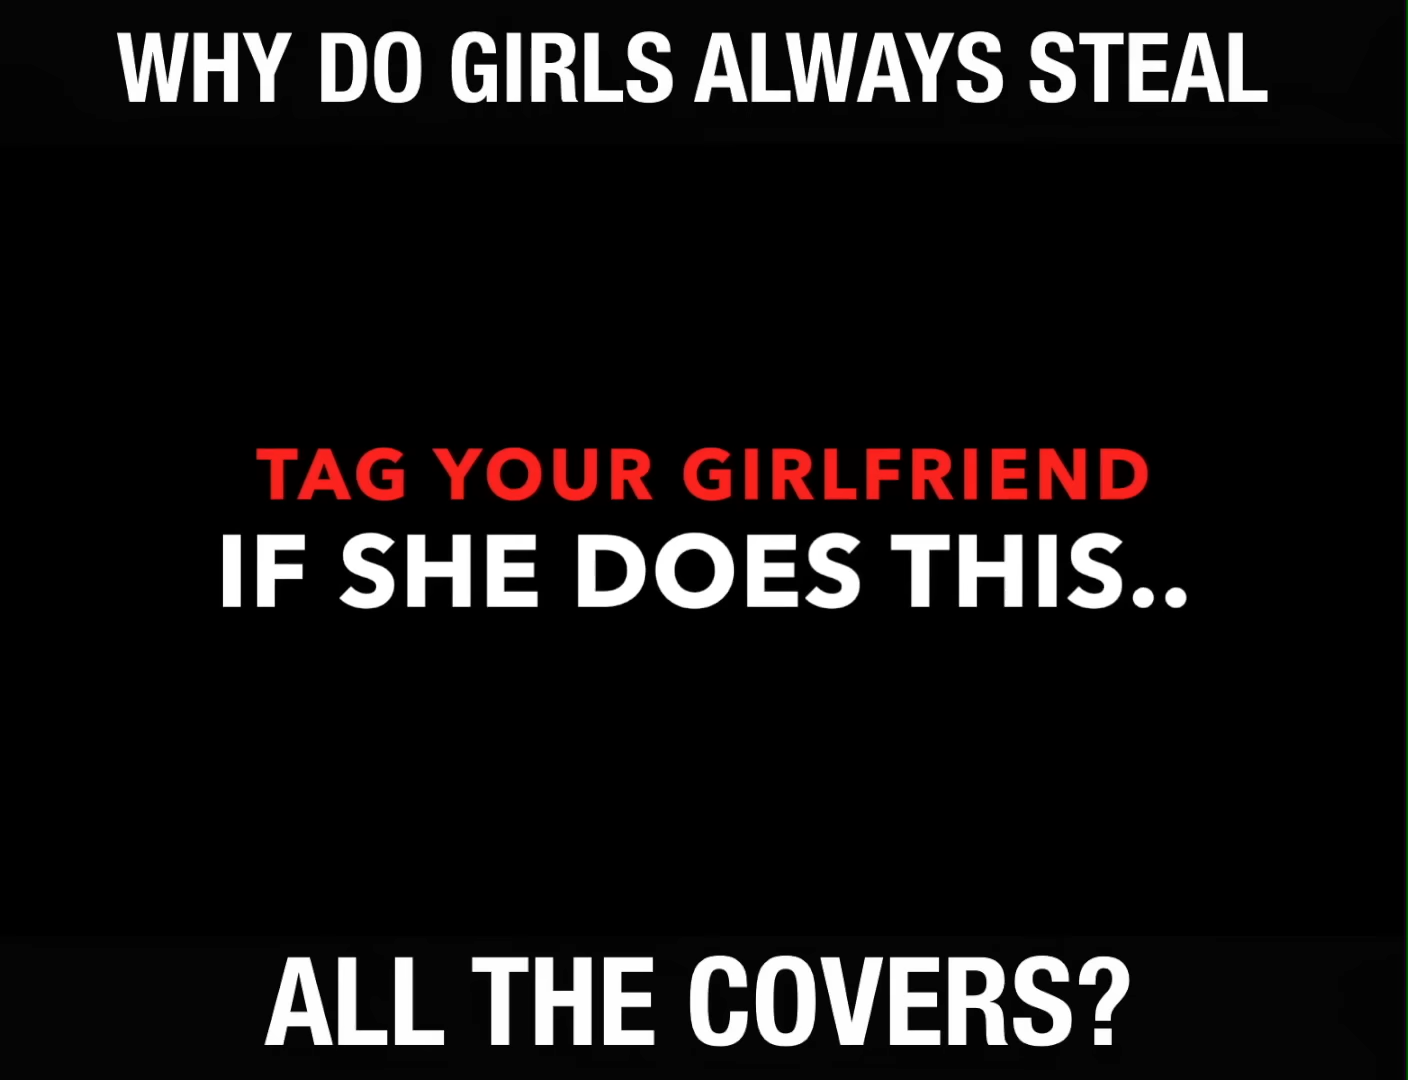 WHY DO GIRLS ALWAYS STEAL
TAG YOUR GIRLFRIEND
IF SHE DOES THIS..
ALL THE COVERS?